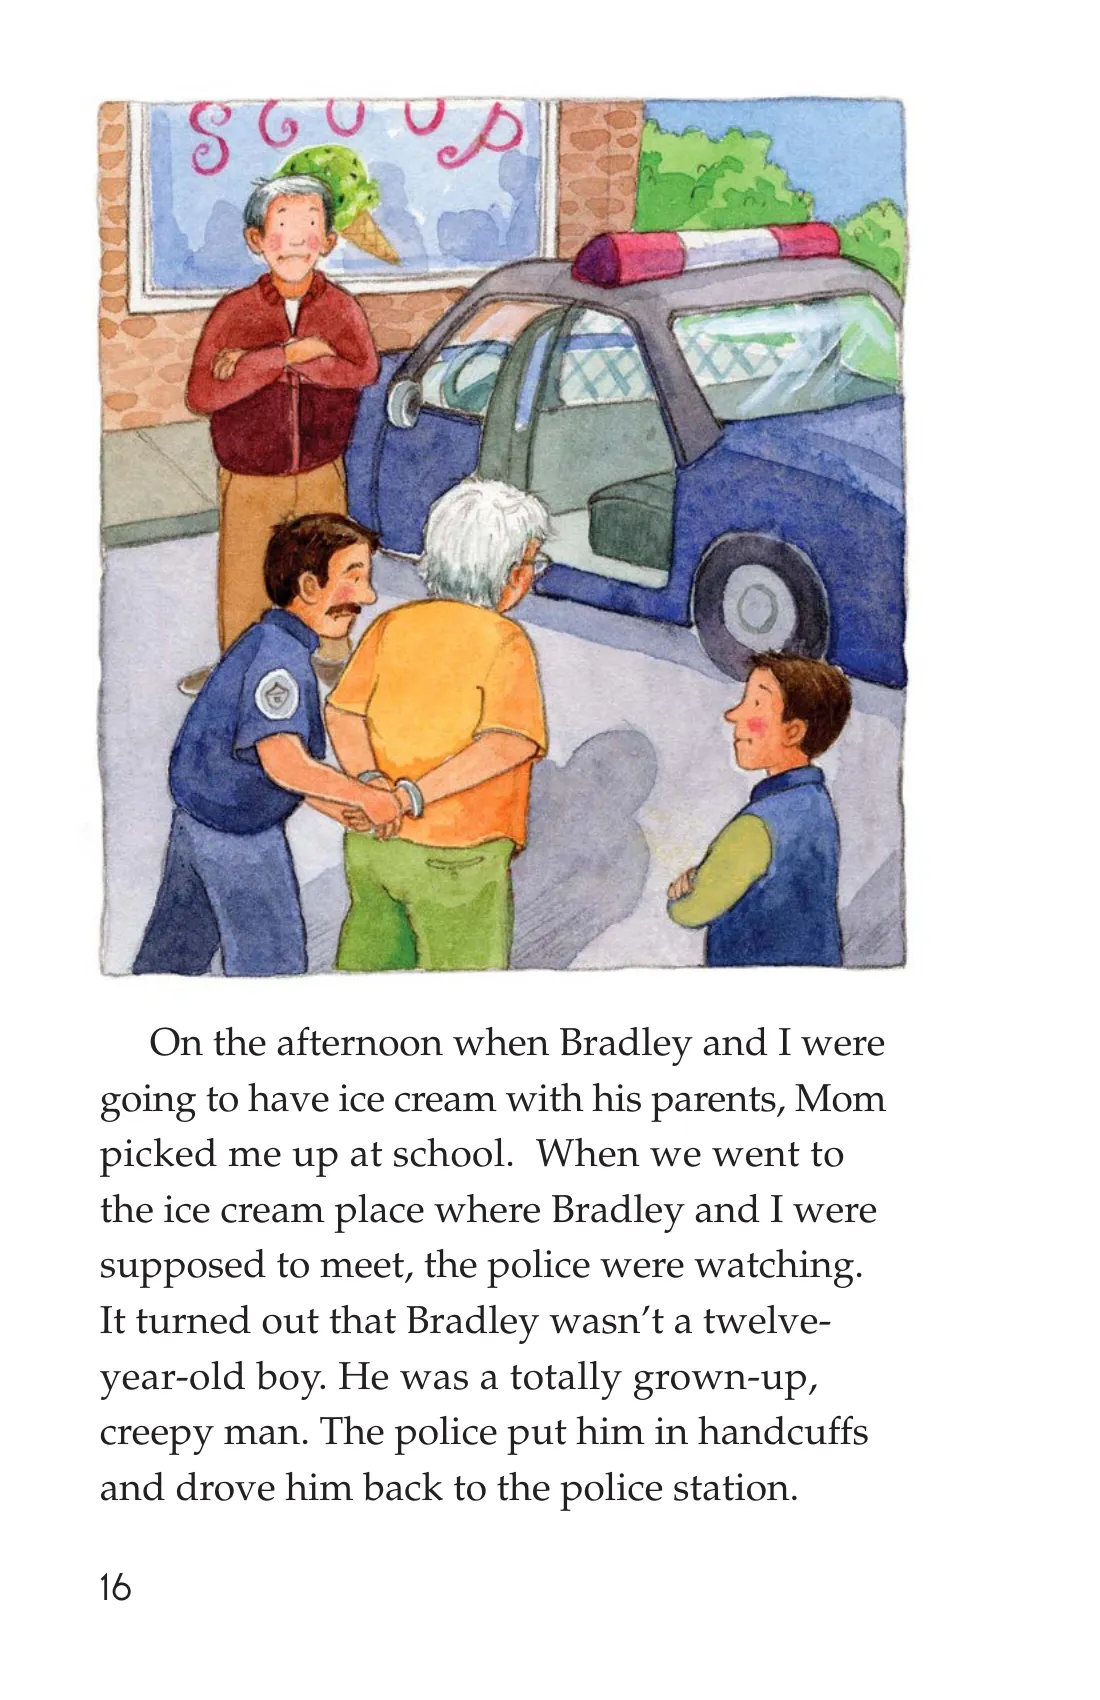 SCOOP
On the afternoon when Bradley and I were
going to have ice cream with his parents, Mom
picked me up at school.  When we went to
the ice cream place where Bradley and I were
supposed to meet, the police were watching.
It turned out that Bradley wasn’t a twelve-
year-old boy. He was a totally grown-up,
creepy man. The police put him in handcuffs
and drove him back to the police station.
16